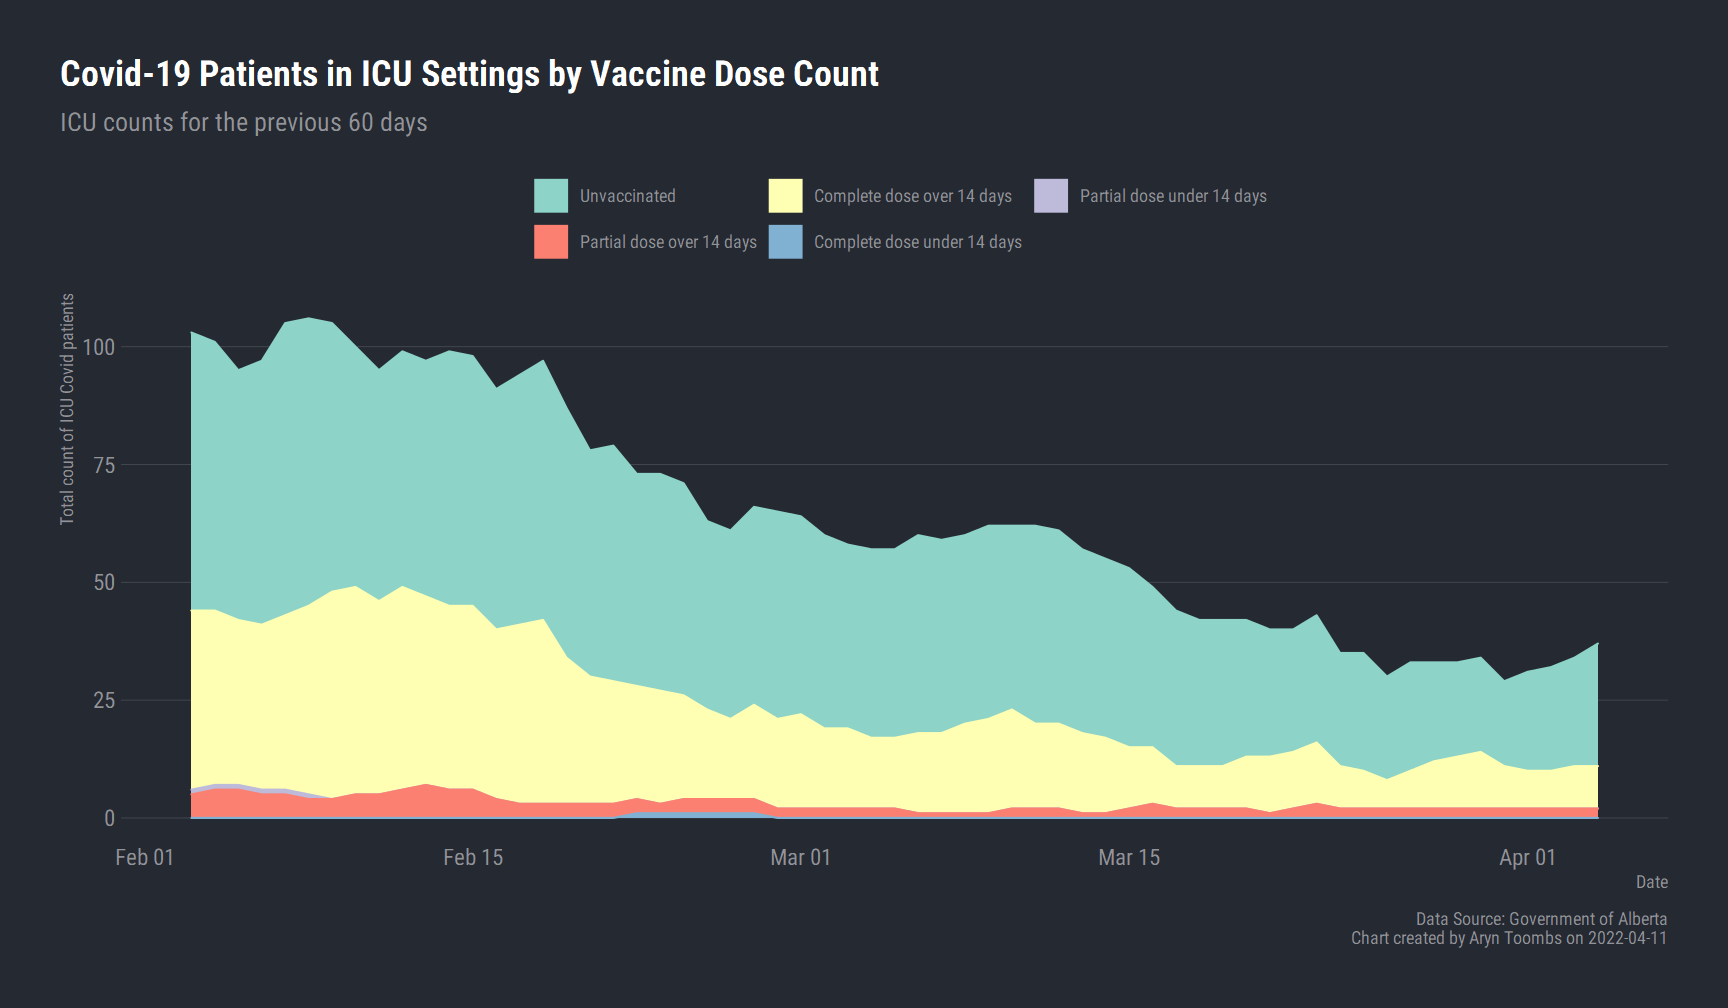 Covid-19 Patients in ICU Settings by Vaccine Dose Count
ICU counts for the previous 60 days
Unvaccinated
Complete dose over 14 days
Partial dose under 14 days
Partial dose over 14 days
Complete dose under 14 days
Total count of ICU Covid patients
100
75
50
25
0
Feb 01
Feb 15
Mar 01
Mar 15
Apr 01
Date
Data Source: Government of Alberta
Chart created by Aryn Toombs on 2022-04-11